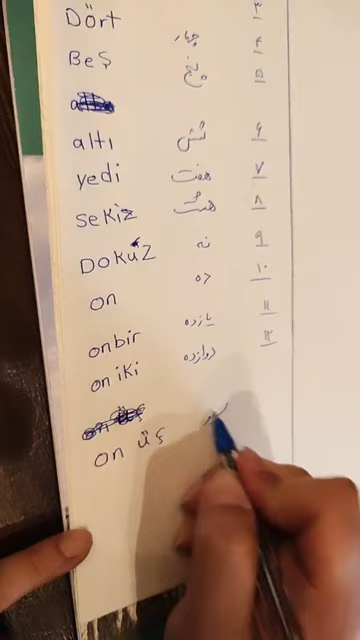 ۳
Dört چهار ۴
Beş پنج ۵
altı شش ۶
yedi هفت ۷
sekiz هشت ۸
Dokuz نه ۹
on ده ۱۰
onbir یازده ۱۱
on iki دوازده ۱۲
on üş